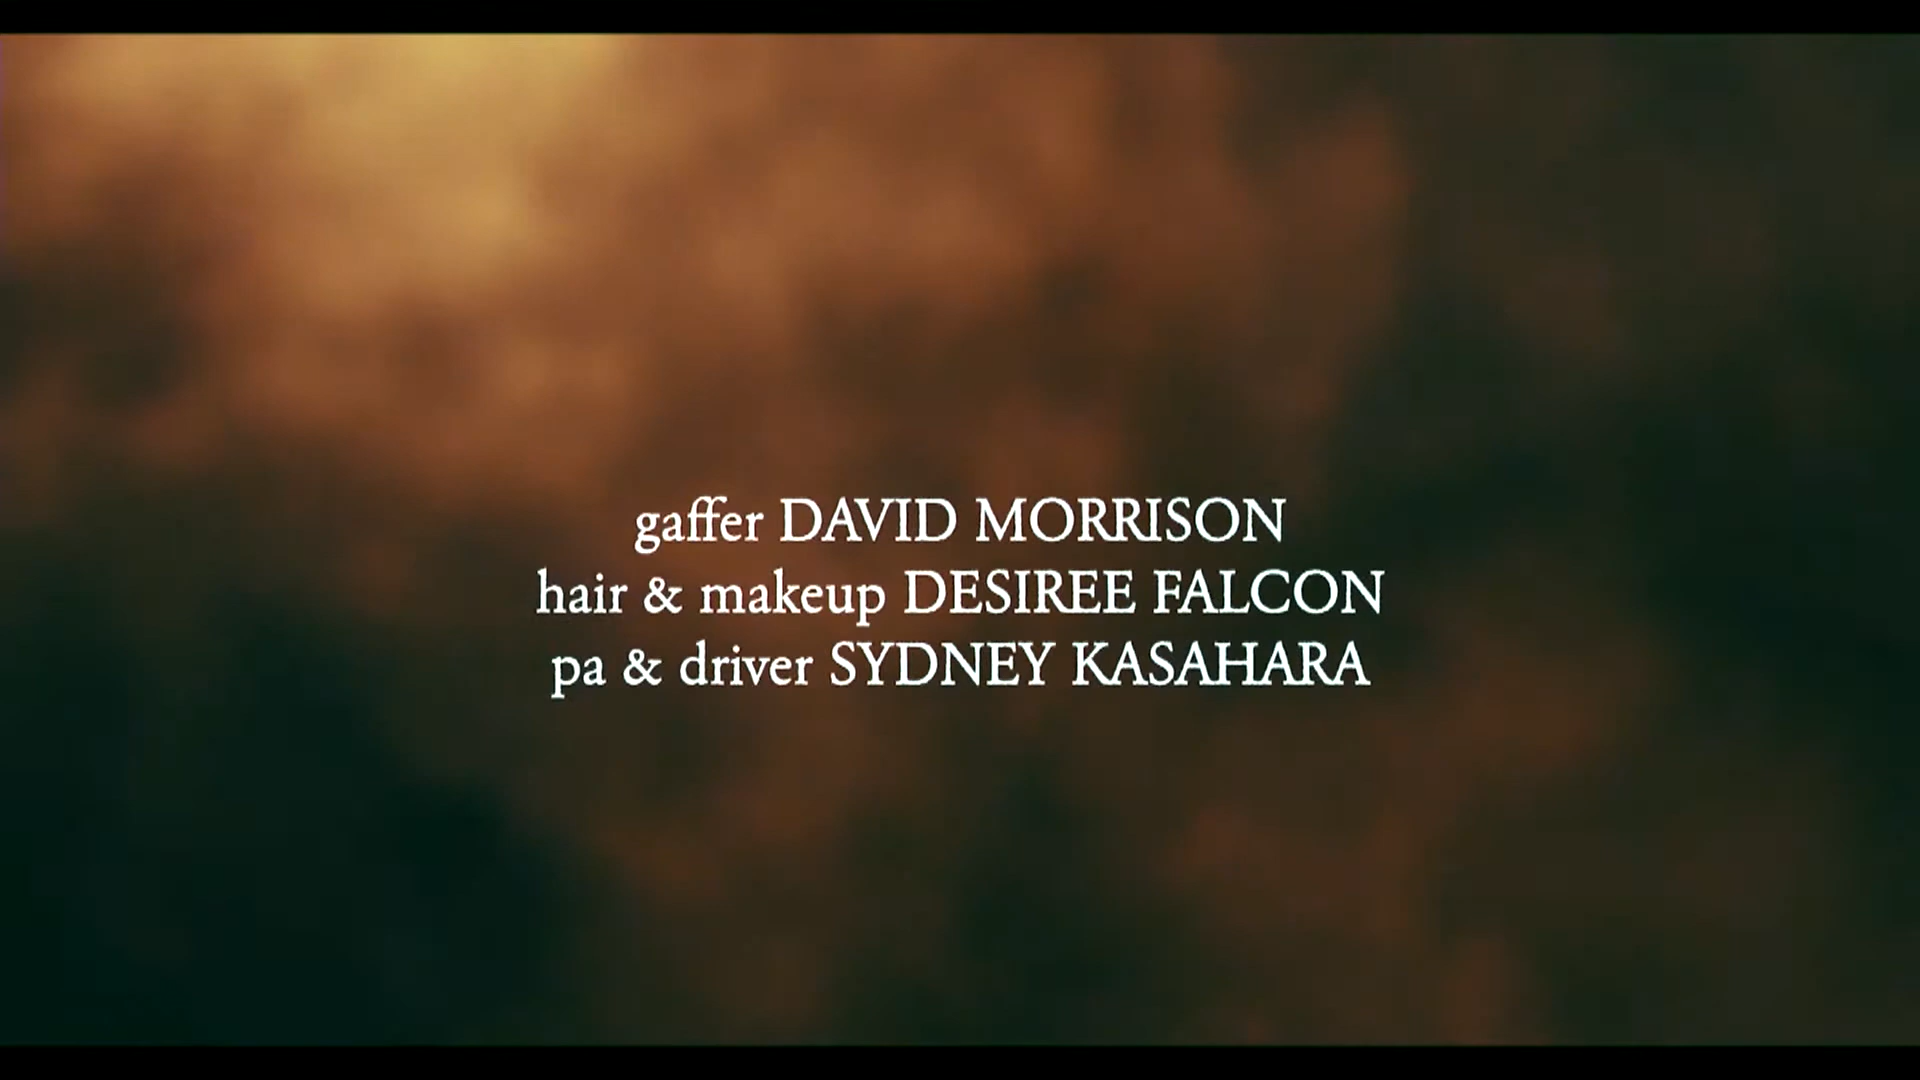 gaffer DAVID MORRISON
hair & makeup DESIREE FALCON
pa & driver SYDNEY KASAHARA